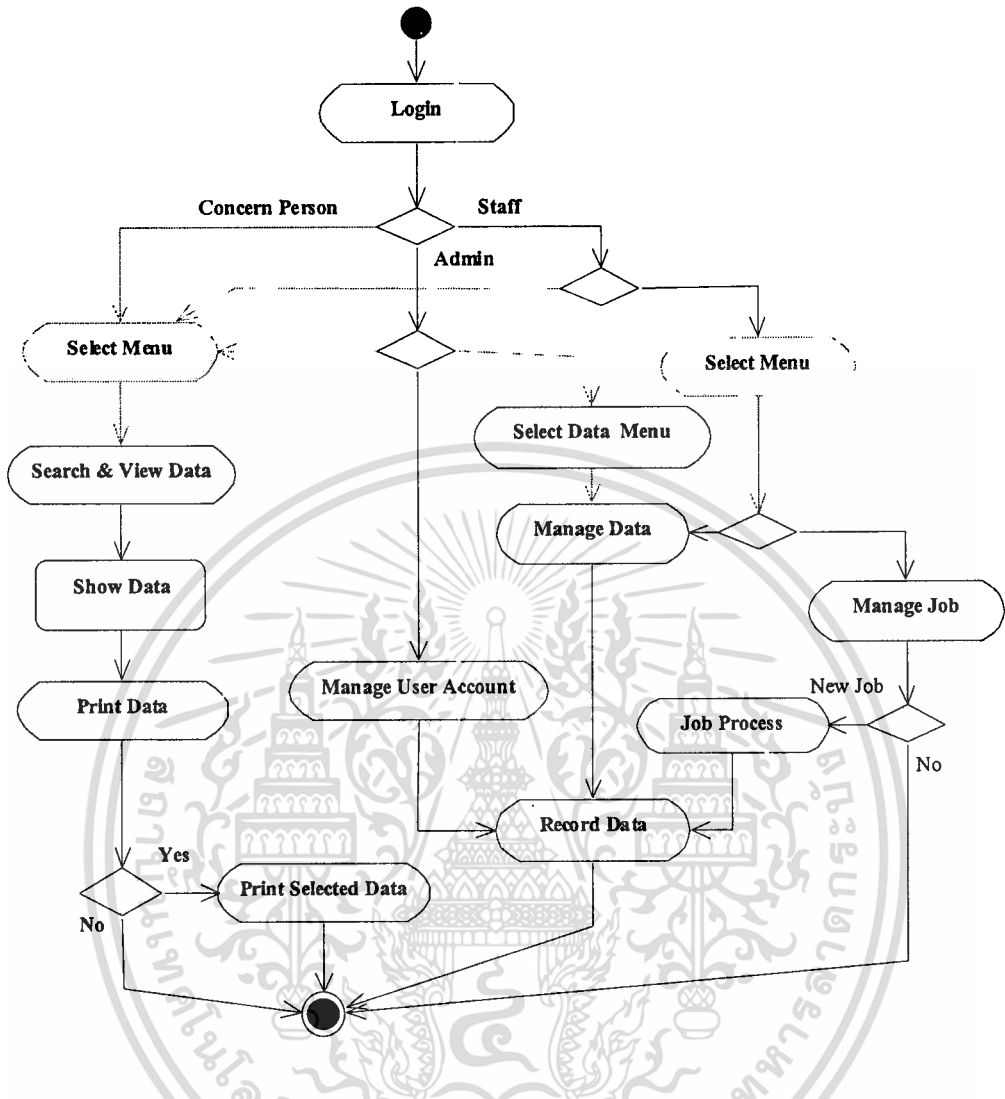 Login
Concern Person
Staff
Admin
Select Menu
Select Menu
Select Data Menu
Search & View Data
Manage Data
Show Data
Manage Job
Manage User Account
Print Data
New Job
Job Process
No
Record Data
Yes
Print Selected Data
No